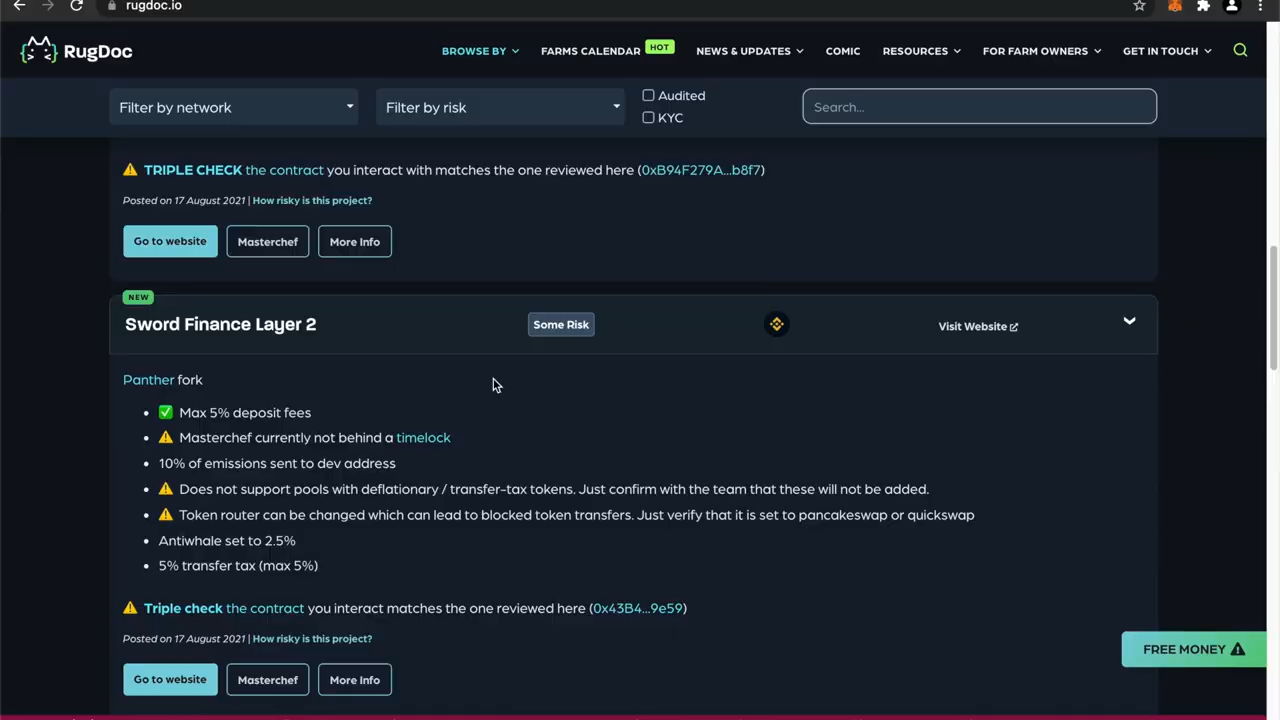 rugdoc.io
RugDoc
BROWSE BY
FARMS CALENDAR HOT
NEWS & UPDATES
COMIC
RESOURCES
FOR FARM OWNERS
GET IN TOUCH
Filter by network
Filter by risk
Audited
KYC
Search...
TRIPLE CHECK the contract you interact with matches the one reviewed here (0xB94F279A...b8f7)
Posted on 17 August 2021 | How risky is this project?
Go to website
Masterchef
More Info
NEW
Sword Finance Layer 2
Some Risk
Visit Website
Panther fork
• ✅ Max 5% deposit fees
• ⚠ Masterchef currently not behind a timelock
• 10% of emissions sent to dev address
• ⚠ Does not support pools with deflationary / transfer-tax tokens. Just confirm with the team that these will not be added.
• ⚠ Token router can be changed which can lead to blocked token transfers. Just verify that it is set to pancakeswap or quickswap
• Antiwhale set to 2.5%
• 5% transfer tax (max 5%)
Triple check the contract you interact matches the one reviewed here (0x43B4...9e59)
Posted on 17 August 2021 | How risky is this project?
FREE MONEY
Go to website
Masterchef
More Info